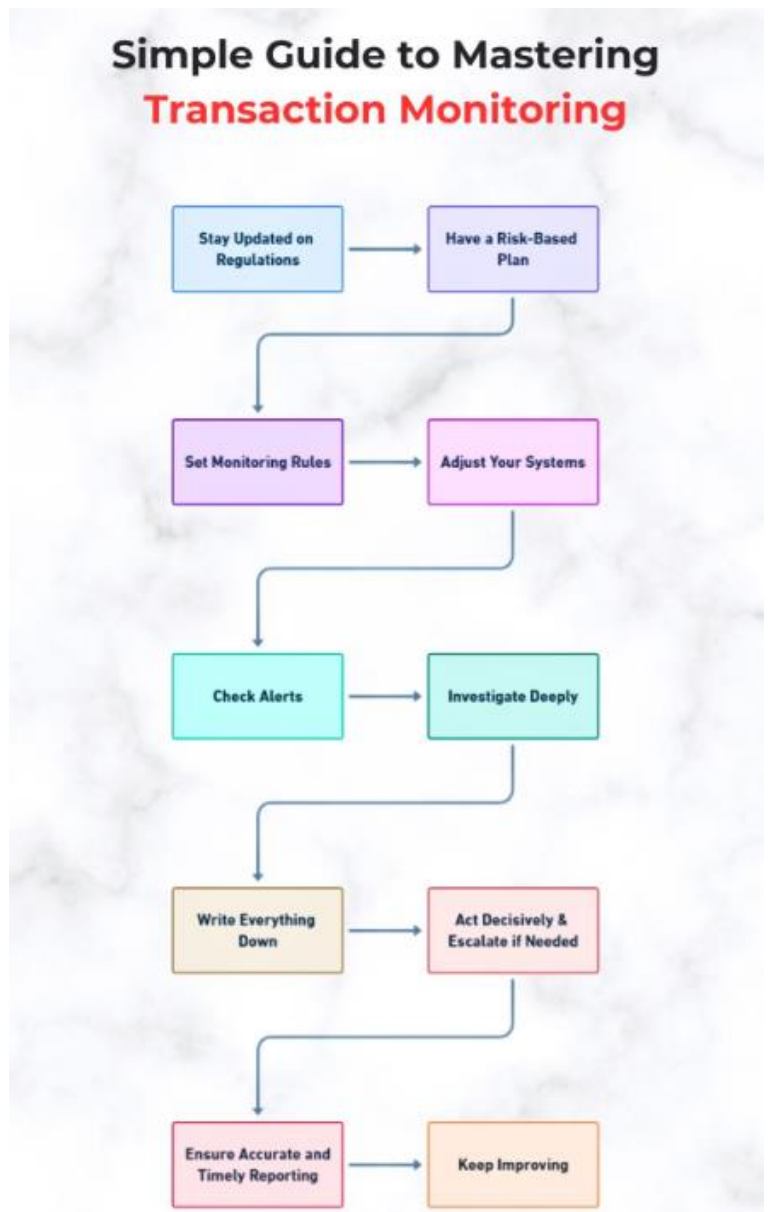 Simple Guide to Mastering
Transaction Monitoring
Stay Updated on
Regulations
Have a Risk-Based
Plan
Set Monitoring Rules
Adjust Your Systems
Check Alerts
Investigate Deeply
Write Everything
Down
Act Decisively &
Escalate if Needed
Ensure Accurate and
Timely Reporting
Keep Improving